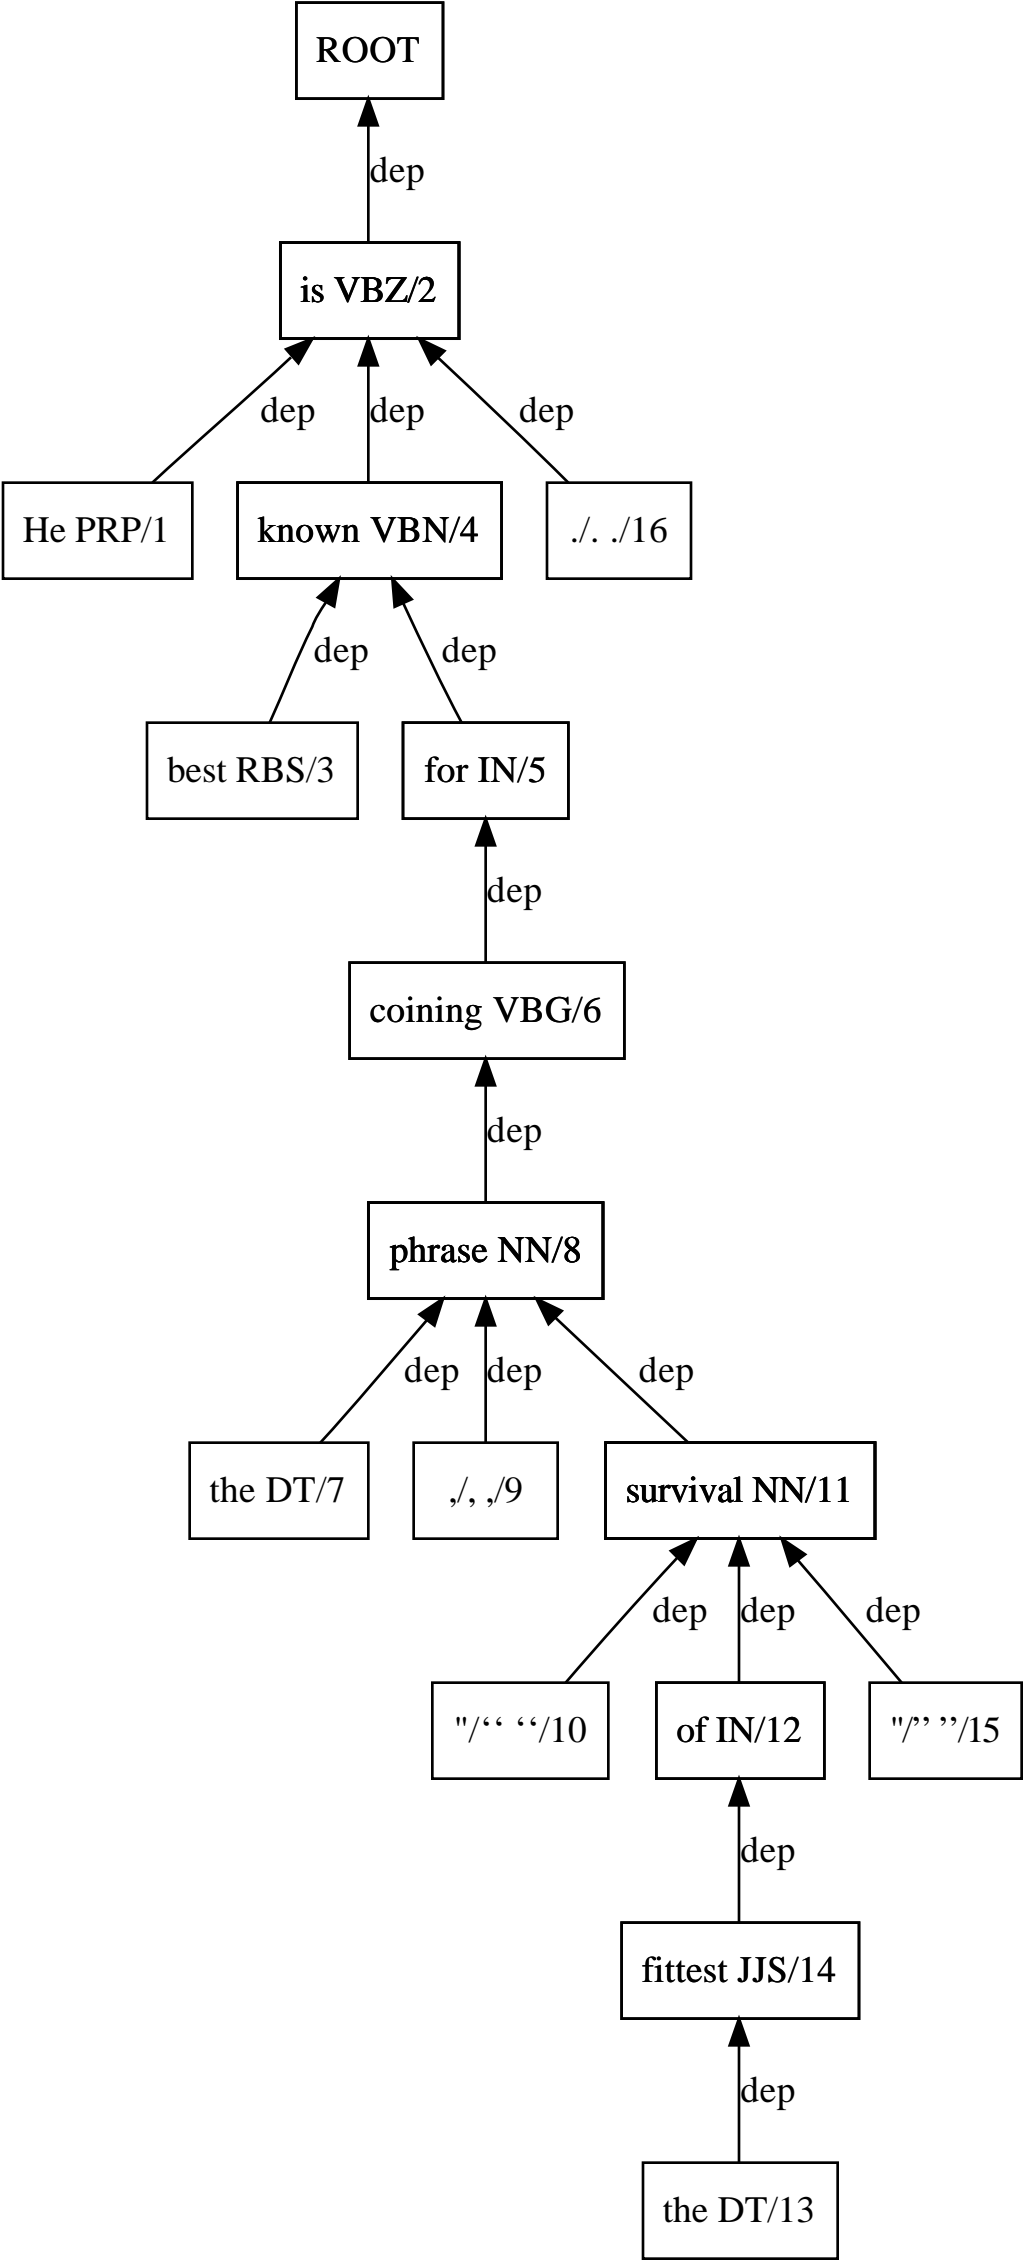 ROOT
dep
is VBZ/2
dep dep dep
He PRP/1 known VBN/4 ./. ./16
dep dep
best RBS/3 for IN/5
dep
coining VBG/6
dep
phrase NN/8
dep dep dep
the DT/7 ,/, ,/9 survival NN/11
dep dep dep
"/‘‘ ‘‘/10 of IN/12 "/’’ ’’/15
dep
fittest JJS/14
dep
the DT/13